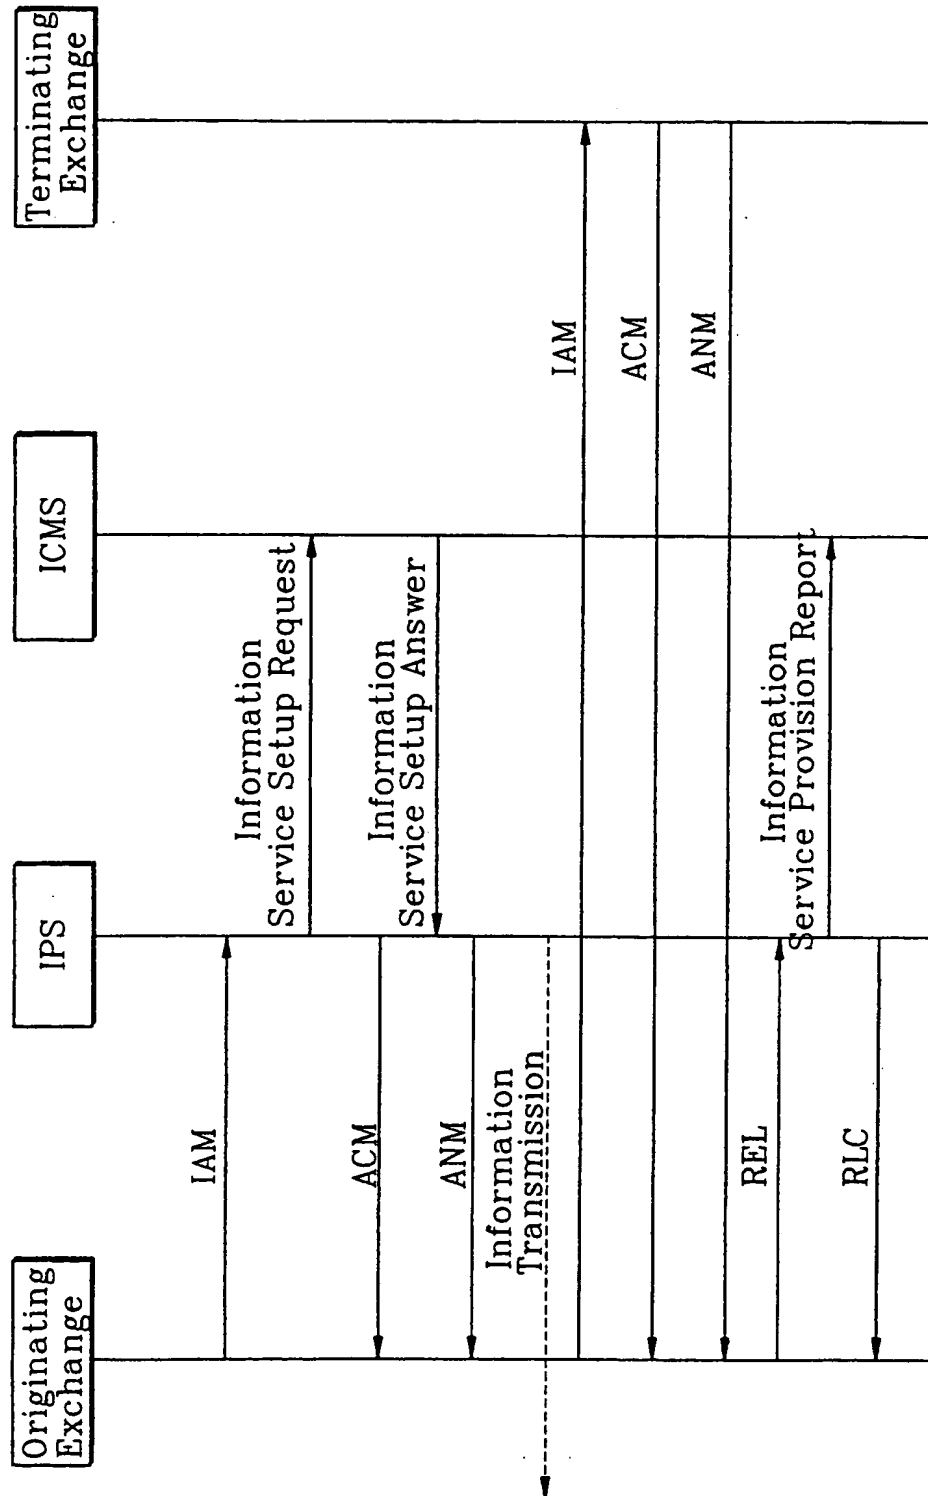 Originating
Exchange
IPS
ICMS
Terminating
Exchange
IAM
Information
Service Setup Request
ACM
Information
Service Setup Answer
ANM
Information
Transmission
IAM
ACM
ANM
REL
Information
Service Provision Report
RLC